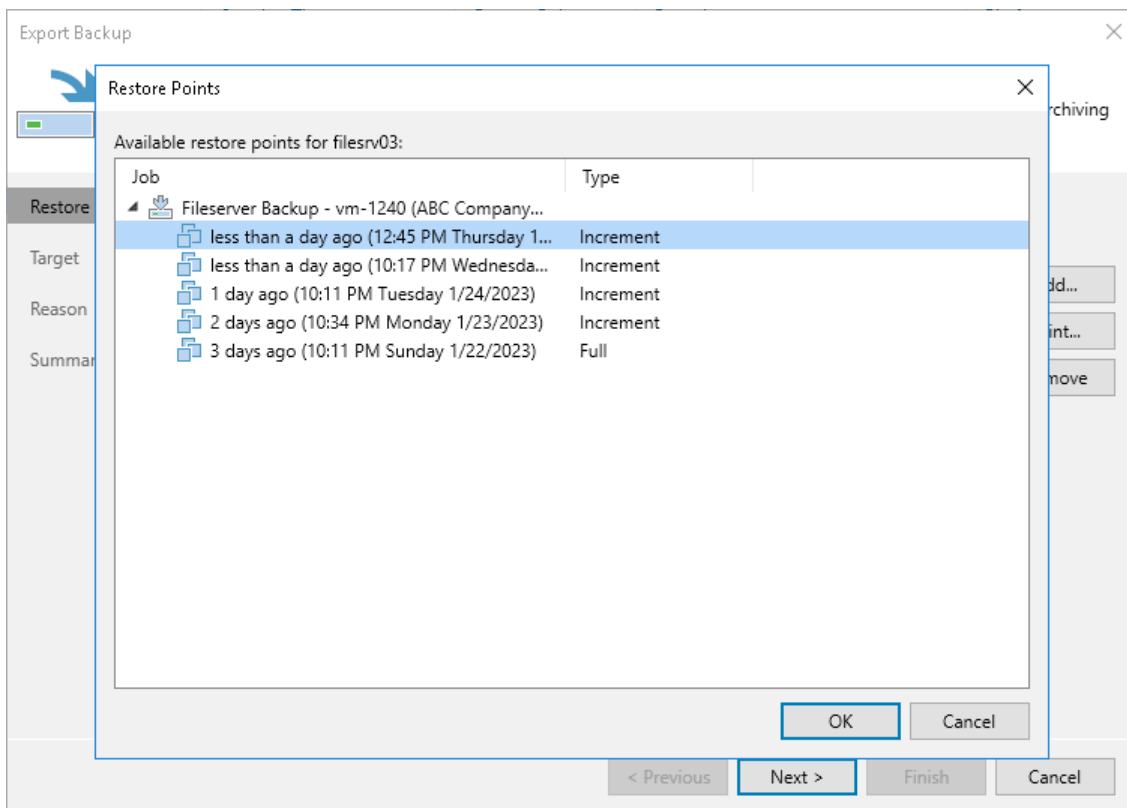 Export Backup
Restore Points
rchiving
Available restore points for filesrv03:
Job Type
Restore
Fileserver Backup - vm-1240 (ABC Company...
less than a day ago (12:45 PM Thursday 1... Increment
less than a day ago (10:17 PM Wednesda... Increment
Target
dd...
1 day ago (10:11 PM Tuesday 1/24/2023) Increment
Reason
2 days ago (10:34 PM Monday 1/23/2023) Increment
int...
3 days ago (10:11 PM Sunday 1/22/2023) Full
Summar
move
OK Cancel
< Previous Next > Finish Cancel